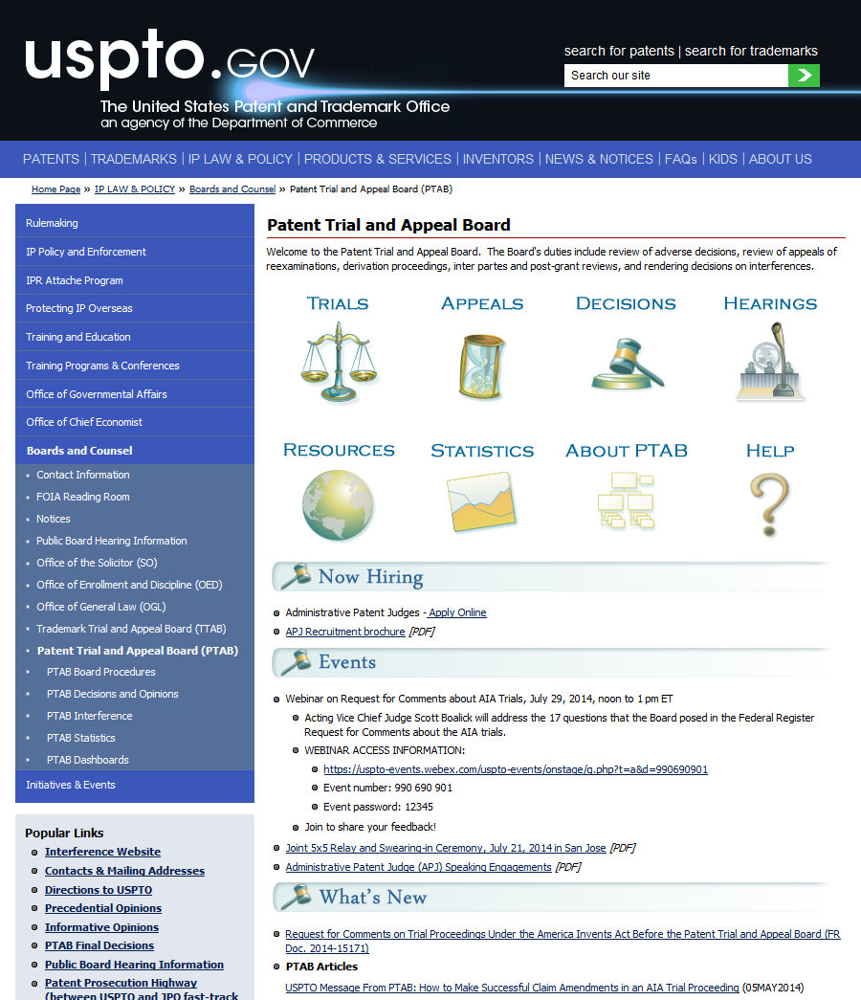 uspto.GOV
The United States Patent and Trademark Office
an agency of the Department of Commerce
search for patents | search for trademarks
Search our site
PATENTS | TRADEMARKS | IP LAW & POLICY | PRODUCTS & SERVICES | INVENTORS | NEWS & NOTICES | FAQs | KIDS | ABOUT US
Home Page » IP LAW & POLICY » Boards and Counsel » Patent Trial and Appeal Board (PTAB)
Rulemaking
IP Policy and Enforcement
IPR Attache Program
Protecting IP Overseas
Training and Education
Training Programs & Conferences
Office of Governmental Affairs
Office of Chief Economist
Boards and Counsel
Contact Information
FOIA Reading Room
Notices
Public Board Hearing Information
Office of the Solicitor (SO)
Office of Enrollment and Discipline (OED)
Office of General Law (OGL)
Trademark Trial and Appeal Board (TTAB)
Patent Trial and Appeal Board (PTAB)
PTAB Board Procedures
PTAB Decisions and Opinions
PTAB Interference
PTAB Statistics
PTAB Dashboards
Initiatives & Events
Popular Links
Interference Website
Contacts & Mailing Addresses
Directions to USPTO
Precedential Opinions
Informative Opinions
PTAB Final Decisions
Public Board Hearing Information
Patent Prosecution Highway
(between USPTO and JPO fast-track
Patent Trial and Appeal Board
Welcome to the Patent Trial and Appeal Board. The Board's duties include review of adverse decisions, review of appeals of
reexaminations, derivation proceedings, inter partes and post-grant reviews, and rendering decisions on interferences.
TRIALS APPEALS DECISIONS HEARINGS
RESOURCES STATISTICS ABOUT PTAB HELP
Now Hiring
Administrative Patent Judges - Apply Online
APJ Recruitment brochure [PDF]
Events
Webinar on Request for Comments about AIA Trials, July 29, 2014, noon to 1 pm ET
Acting Vice Chief Judge Scott Boalick will address the 17 questions that the Board posed in the Federal Register
Request for Comments about the AIA trials.
WEBINAR ACCESS INFORMATION:
https://uspto-events.webex.com/uspto-events/onstage/g.php?t=a&d=990690901
Event number: 990 690 901
Event password: 12345
Join to share your feedback!
Joint 5x5 Relay and Swearing-in Ceremony, July 21, 2014 in San Jose [PDF]
Administrative Patent Judge (APJ) Speaking Engagements [PDF]
What's New
Request for Comments on Trial Proceedings Under the America Invents Act Before the Patent Trial and Appeal Board (FR
Doc. 2014-15171)
PTAB Articles
USPTO Message From PTAB: How to Make Successful Claim Amendments in an AIA Trial Proceeding (05MAY2014)